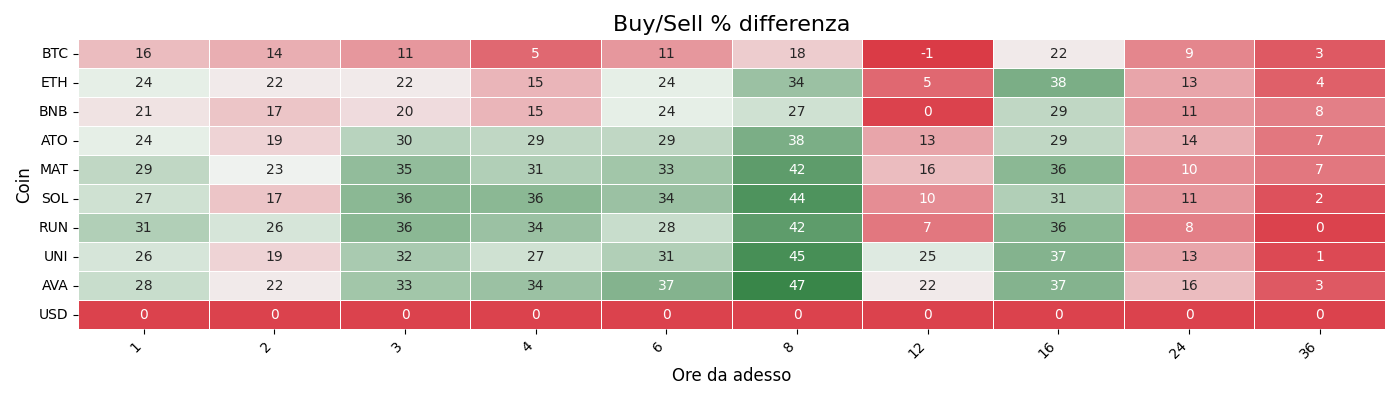 Buy/Sell % differenza
Coin
BTC 16 14 11 5 11 18 -1 22 9 3
ETH 24 22 22 15 24 34 5 38 13 4
BNB 21 17 20 15 24 27 0 29 11 8
ATO 24 19 30 29 29 38 13 29 14 7
MAT 29 23 35 31 33 42 16 36 10 7
SOL 27 17 36 36 34 44 10 31 11 2
RUN 31 26 36 34 28 42 7 36 8 0
UNI 26 19 32 27 31 45 25 37 13 1
AVA 28 22 33 34 37 47 22 37 16 3
USD 0 0 0 0 0 0 0 0 0 0
1 2 3 4 6 8 12 16 24 36
Ore da adesso